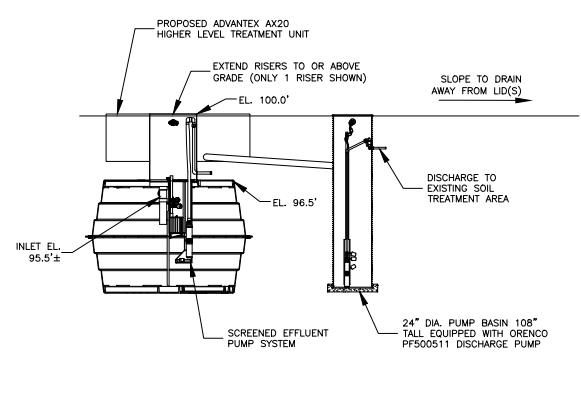 PROPOSED ADVANTEX AX20
HIGHER LEVEL TREATMENT UNIT
EXTEND RISERS TO OR ABOVE
GRADE (ONLY 1 RISER SHOWN)
EL. 100.0'
SLOPE TO DRAIN
AWAY FROM LID(S)
DISCHARGE TO
EXISTING SOIL
TREATMENT AREA
EL. 96.5'
INLET EL.
95.5'±
SCREENED EFFLUENT
PUMP SYSTEM
24" DIA. PUMP BASIN 108"
TALL EQUIPPED WITH ORENCO
PF500511 DISCHARGE PUMP